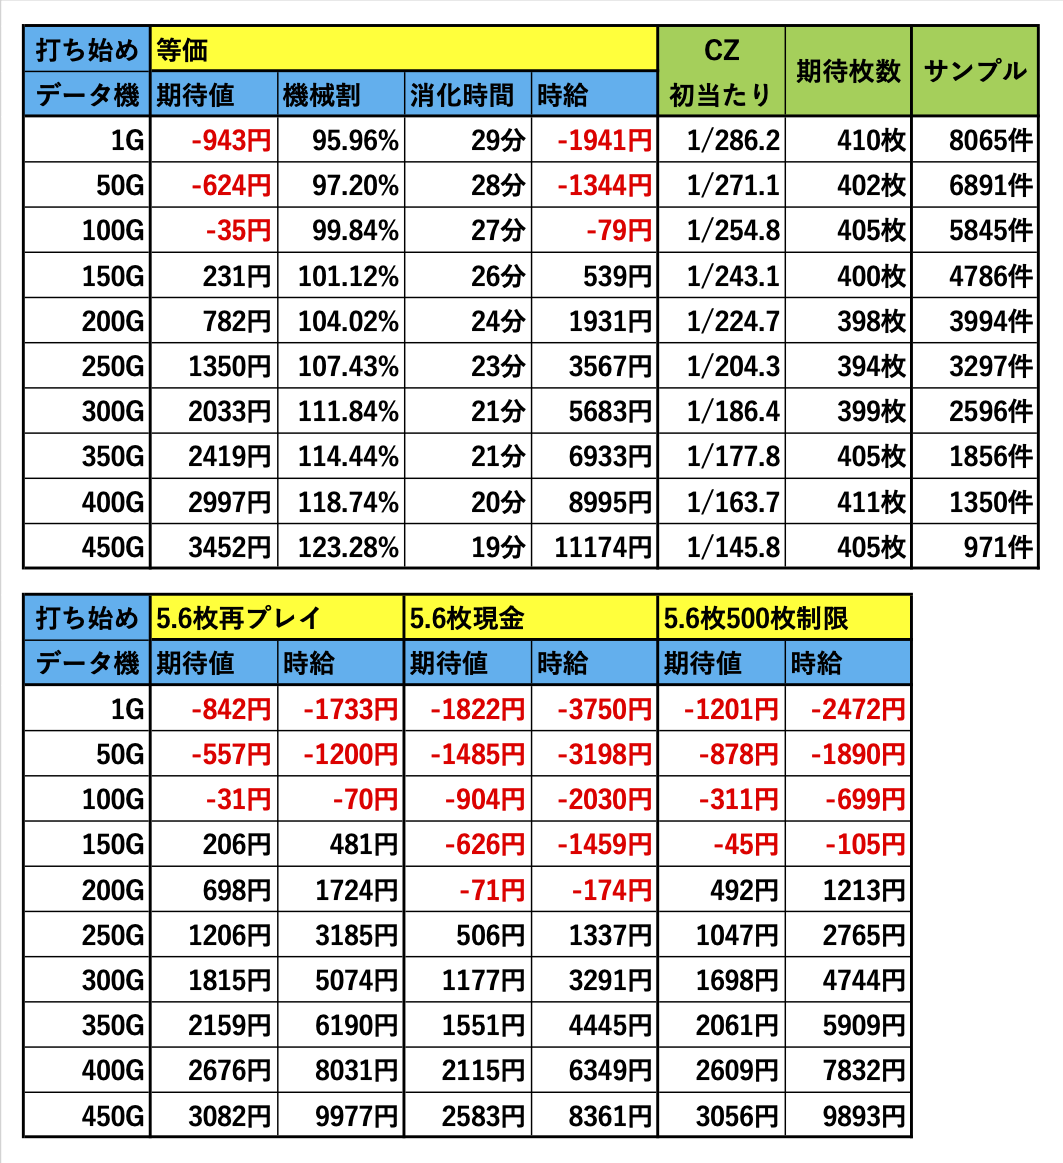 打ち始め 等価 CZ 期待枚数 サンプル
データ機 期待値 機械割 消化時間 時給 初当たり
1G -943円 95.96% 29分 -1941円 1/286.2 410枚 8065件
50G -624円 97.20% 28分 -1344円 1/271.1 402枚 6891件
100G -35円 99.84% 27分 -79円 1/254.8 405枚 5845件
150G 231円 101.12% 26分 539円 1/243.1 400枚 4786件
200G 782円 104.02% 24分 1931円 1/224.7 398枚 3994件
250G 1350円 107.43% 23分 3567円 1/204.3 394枚 3297件
300G 2033円 111.84% 21分 5683円 1/186.4 399枚 2596件
350G 2419円 114.44% 21分 6933円 1/177.8 405枚 1856件
400G 2997円 118.74% 20分 8995円 1/163.7 411枚 1350件
450G 3452円 123.28% 19分 11174円 1/145.8 405枚 971件
打ち始め 5.6枚再プレイ 5.6枚現金 5.6枚500枚制限
データ機 期待値 時給 期待値 時給 期待値 時給
1G -842円 -1733円 -1822円 -3750円 -1201円 -2472円
50G -557円 -1200円 -1485円 -3198円 -878円 -1890円
100G -31円 -70円 -904円 -2030円 -311円 -699円
150G 206円 481円 -626円 -1459円 -45円 -105円
200G 698円 1724円 -71円 -174円 492円 1213円
250G 1206円 3185円 506円 1337円 1047円 2765円
300G 1815円 5074円 1177円 3291円 1698円 4744円
350G 2159円 6190円 1551円 4445円 2061円 5909円
400G 2676円 8031円 2115円 6349円 2609円 7832円
450G 3082円 9977円 2583円 8361円 3056円 9893円